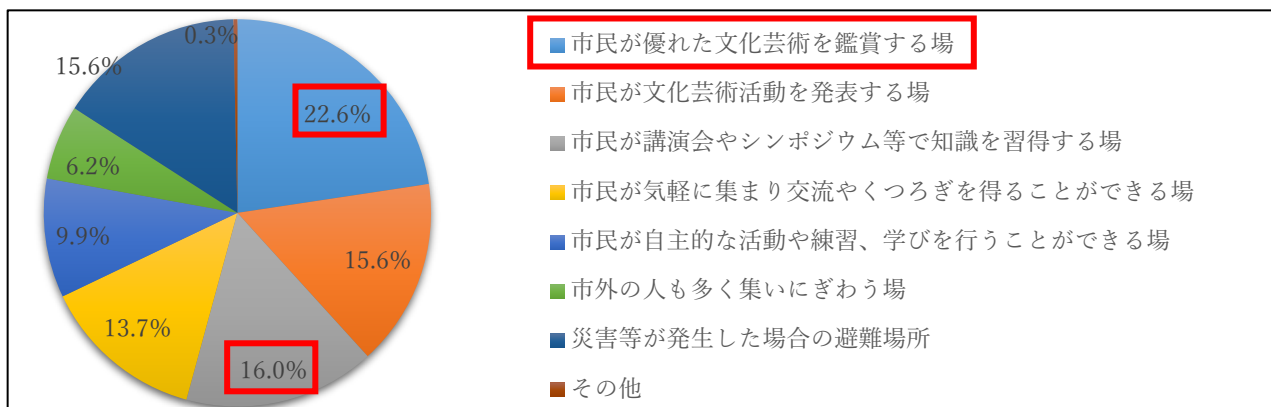 0.3%
15.6%
22.6%
6.2%
9.9%
15.6%
13.7%
16.0%
市民が優れた文化芸術を鑑賞する場
市民が文化芸術活動を発表する場
市民が講演会やシンポジウム等で知識を習得する場
市民が気軽に集まり交流やくつろぎを得ることができる場
市民が自主的な活動や練習、学びを行うことができる場
市外の人も多く集いにぎわう場
災害等が発生した場合の避難場所
その他